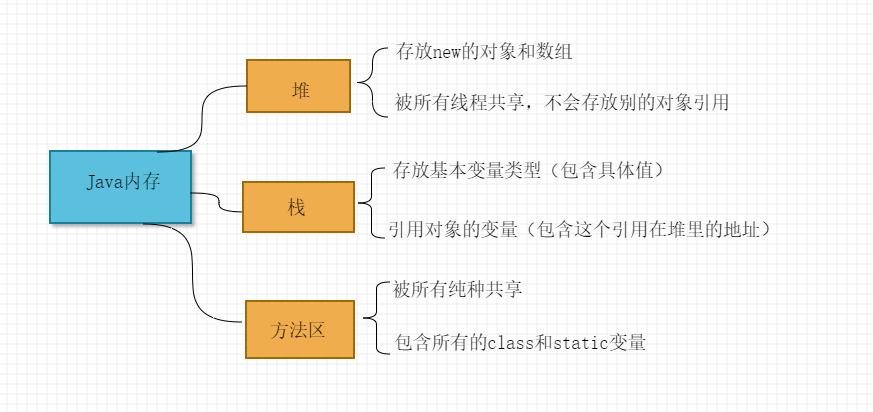 Java内存
堆
存放new的对象和数组
被所有线程共享，不会存放别的对象引用
栈
存放基本变量类型（包含具体值）
引用对象的变量（包含这个引用在堆里的地址）
方法区
被所有纯种共享
包含所有的class和static变量